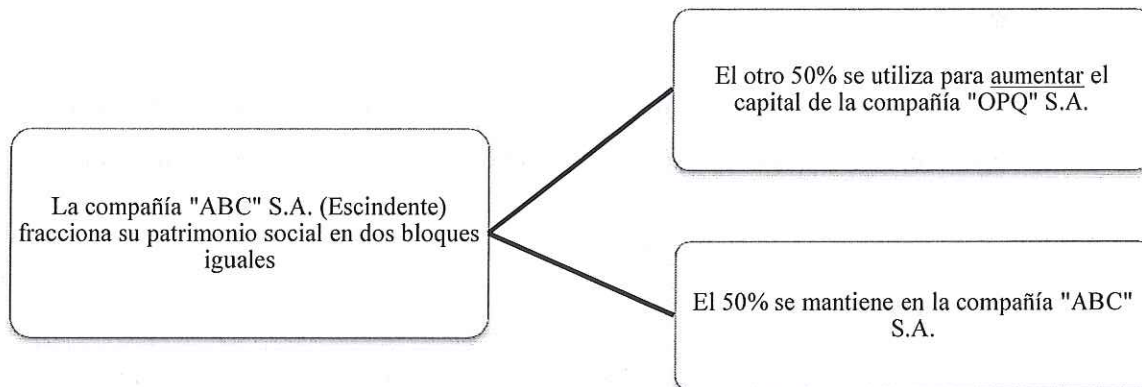 La compañía "ABC" S.A. (Escindente)
fracciona su patrimonio social en dos bloques
iguales
El otro 50% se utiliza para aumentar el
capital de la compañía "OPQ" S.A.
El 50% se mantiene en la compañía "ABC"
S.A.